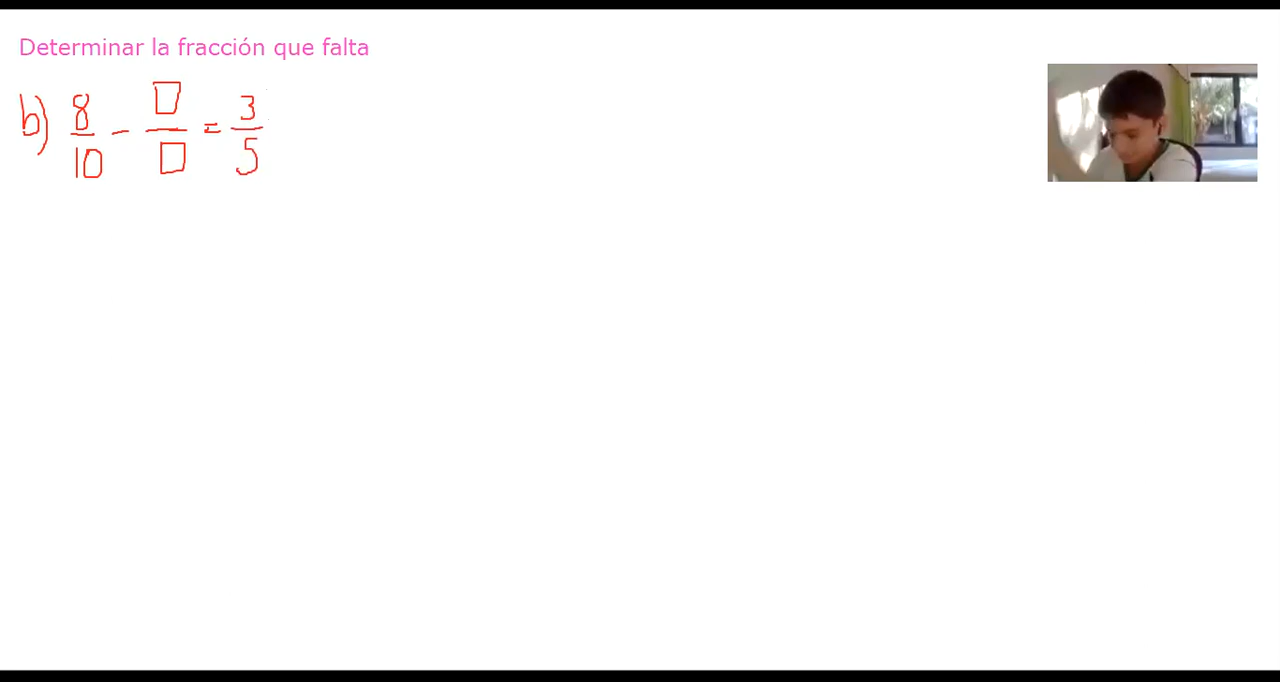 Determinar la fracción que falta
b) 8/10 - □/□ = 3/5